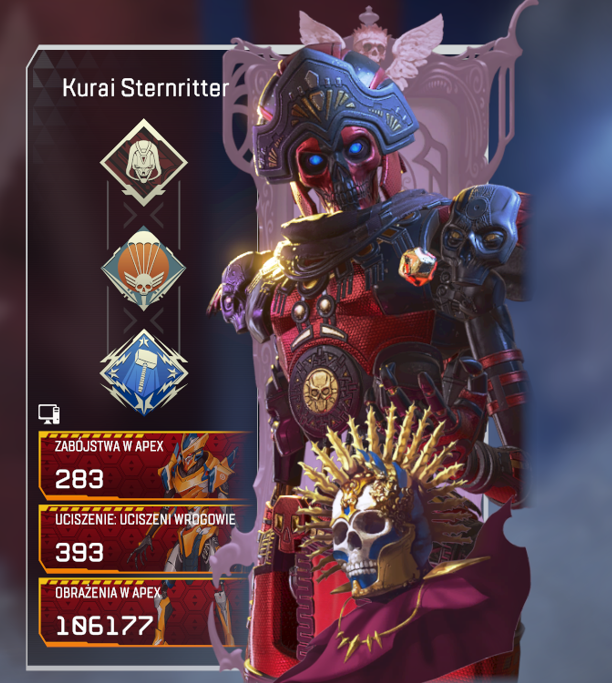 Kurai Sternritter
ZABÓJSTWA W APEX
283
UCISZENIE: UCISZENI WROGOWIE
393
OBRAŻENIA W APEX
106177